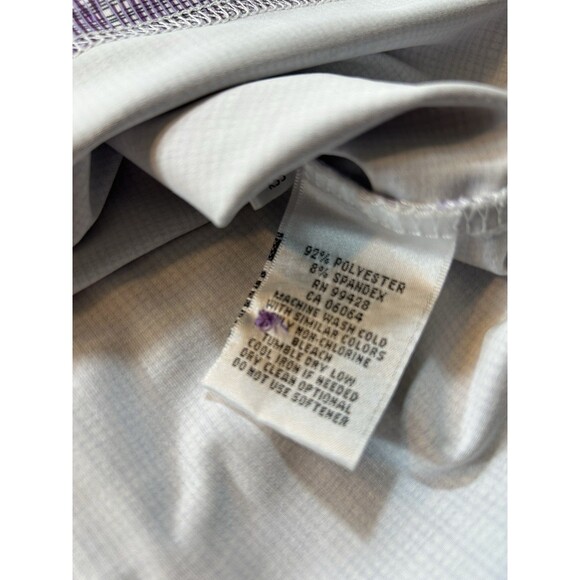 92% POLYESTER
8% SPANDEX
RN 99428
CA 06064
MACHINE WASH COLD
WITH SIMILAR COLORS
ONLY NON-CHLORINE
BLEACH
TUMBLE DRY LOW
COOL IRON IF NEEDED
DRY CLEAN OPTIONAL
DO NOT USE SOFTENER